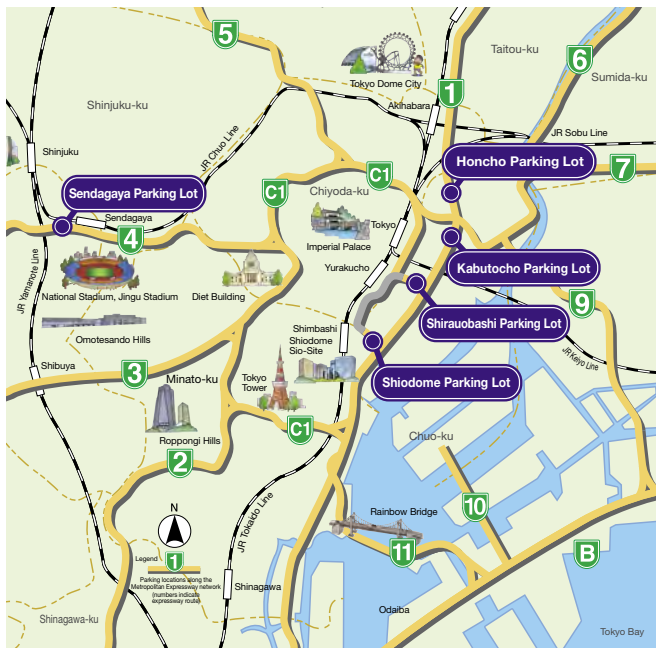 5
Taitou-ku
6
Sumida-ku
Tokyo Dome City
Shinjuku-ku
Akihabara
1
JR Sobu Line
Shinjuku
JR Chuo Line
Honcho Parking Lot
7
Sendagaya Parking Lot
C1
Chiyoda-ku
C1
Sendagaya
4
Tokyo
Imperial Palace
Kabutocho Parking Lot
Yurakucho
JR Yamanote Line
National Stadium, Jingu Stadium
Diet Building
9
Shirauobashi Parking Lot
Omotesando Hills
Shimbashi
Shiodome
Sio-Site
JR Keiyo Line
Shibuya
3
Minato-ku
Tokyo
Tower
Shiodome Parking Lot
C1
Roppongi Hills
Chuo-ku
2
10
N
JR Tokaido Line
Rainbow Bridge
11
B
Legend
1
Parking locations along the
Metropolitan Expressway network
(numbers indicate
expressway route)
Shinagawa
Odaiba
Shinagawa-ku
Tokyo Bay